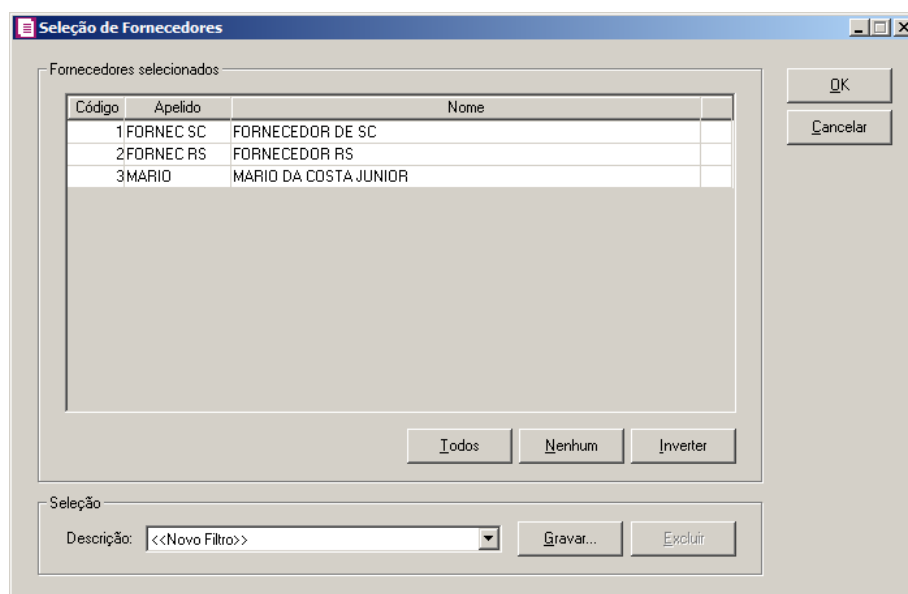 Seleção de Fornecedores
Fornecedores selecionados
OK
Cancelar
Código Apelido Nome
1 FORNEC SC FORNECEDOR DE SC
2 FORNEC RS FORNECEDOR RS
3 MARIO MARIO DA COSTA JUNIOR
Todos Nenhum Inverter
Seleção
Descrição: <<Novo Filtro>> Gravar... Excluir